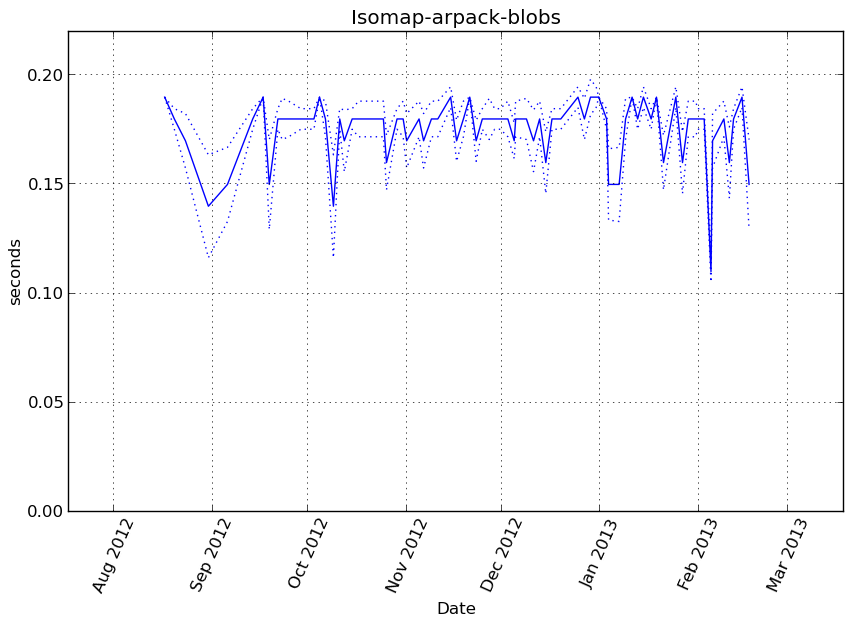 Isomap-arpack-blobs
0.20
0.15
0.10
0.05
0.00
seconds
Aug 2012
Sep 2012
Oct 2012
Nov 2012
Dec 2012
Jan 2013
Feb 2013
Mar 2013
Date